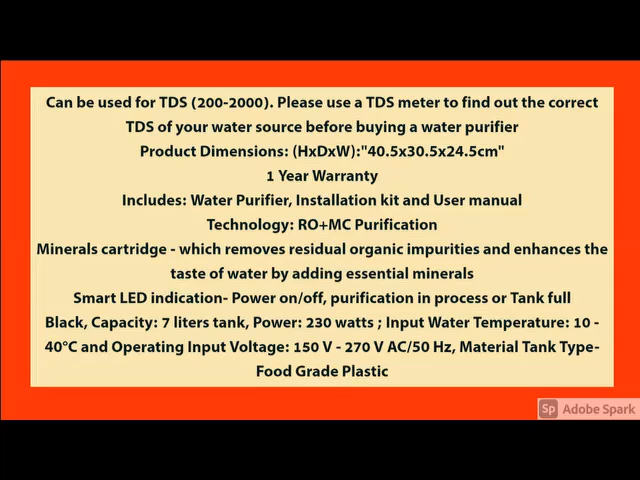 Can be used for TDS (200-2000). Please use a TDS meter to find out the correct
TDS of your water source before buying a water purifier
Product Dimensions: (HxDxW):"40.5x30.5x24.5cm"
1 Year Warranty
Includes: Water Purifier, Installation kit and User manual
Technology: RO+MC Purification
Minerals cartridge - which removes residual organic impurities and enhances the
taste of water by adding essential minerals
Smart LED indication- Power on/off, purification in process or Tank full
Black, Capacity: 7 liters tank, Power: 230 watts ; Input Water Temperature: 10 -
40°C and Operating Input Voltage: 150 V - 270 V AC/50 Hz, Material Tank Type-
Food Grade Plastic
Sp Adobe Spark